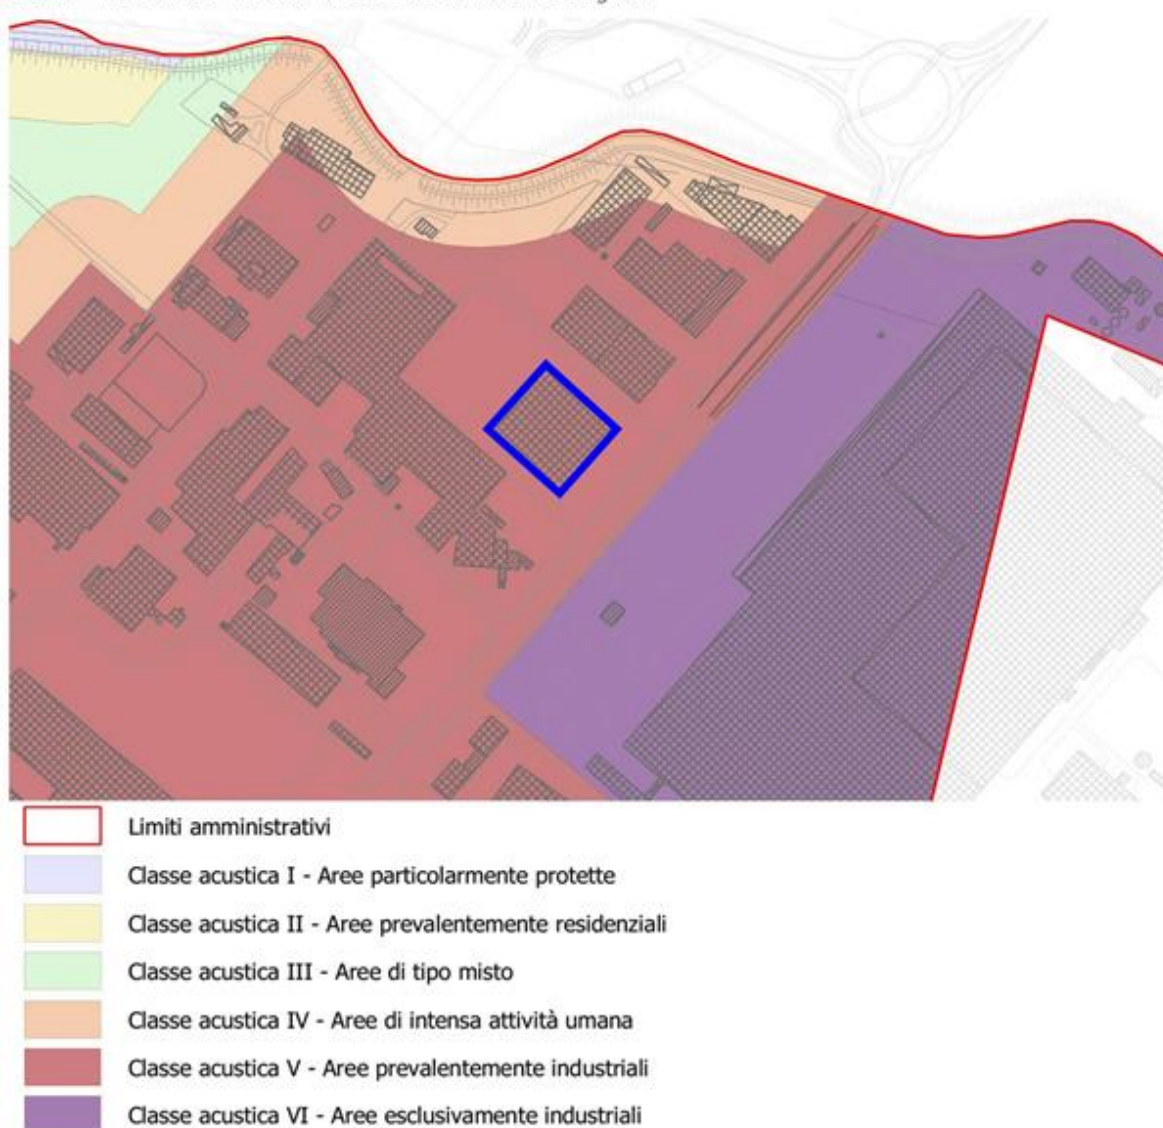 Limiti amministrativi
Classe acustica I - Aree particolarmente protette
Classe acustica II - Aree prevalentemente residenziali
Classe acustica III - Aree di tipo misto
Classe acustica IV - Aree di intensa attività umana
Classe acustica V - Aree prevalentemente industriali
Classe acustica VI - Aree esclusivamente industriali